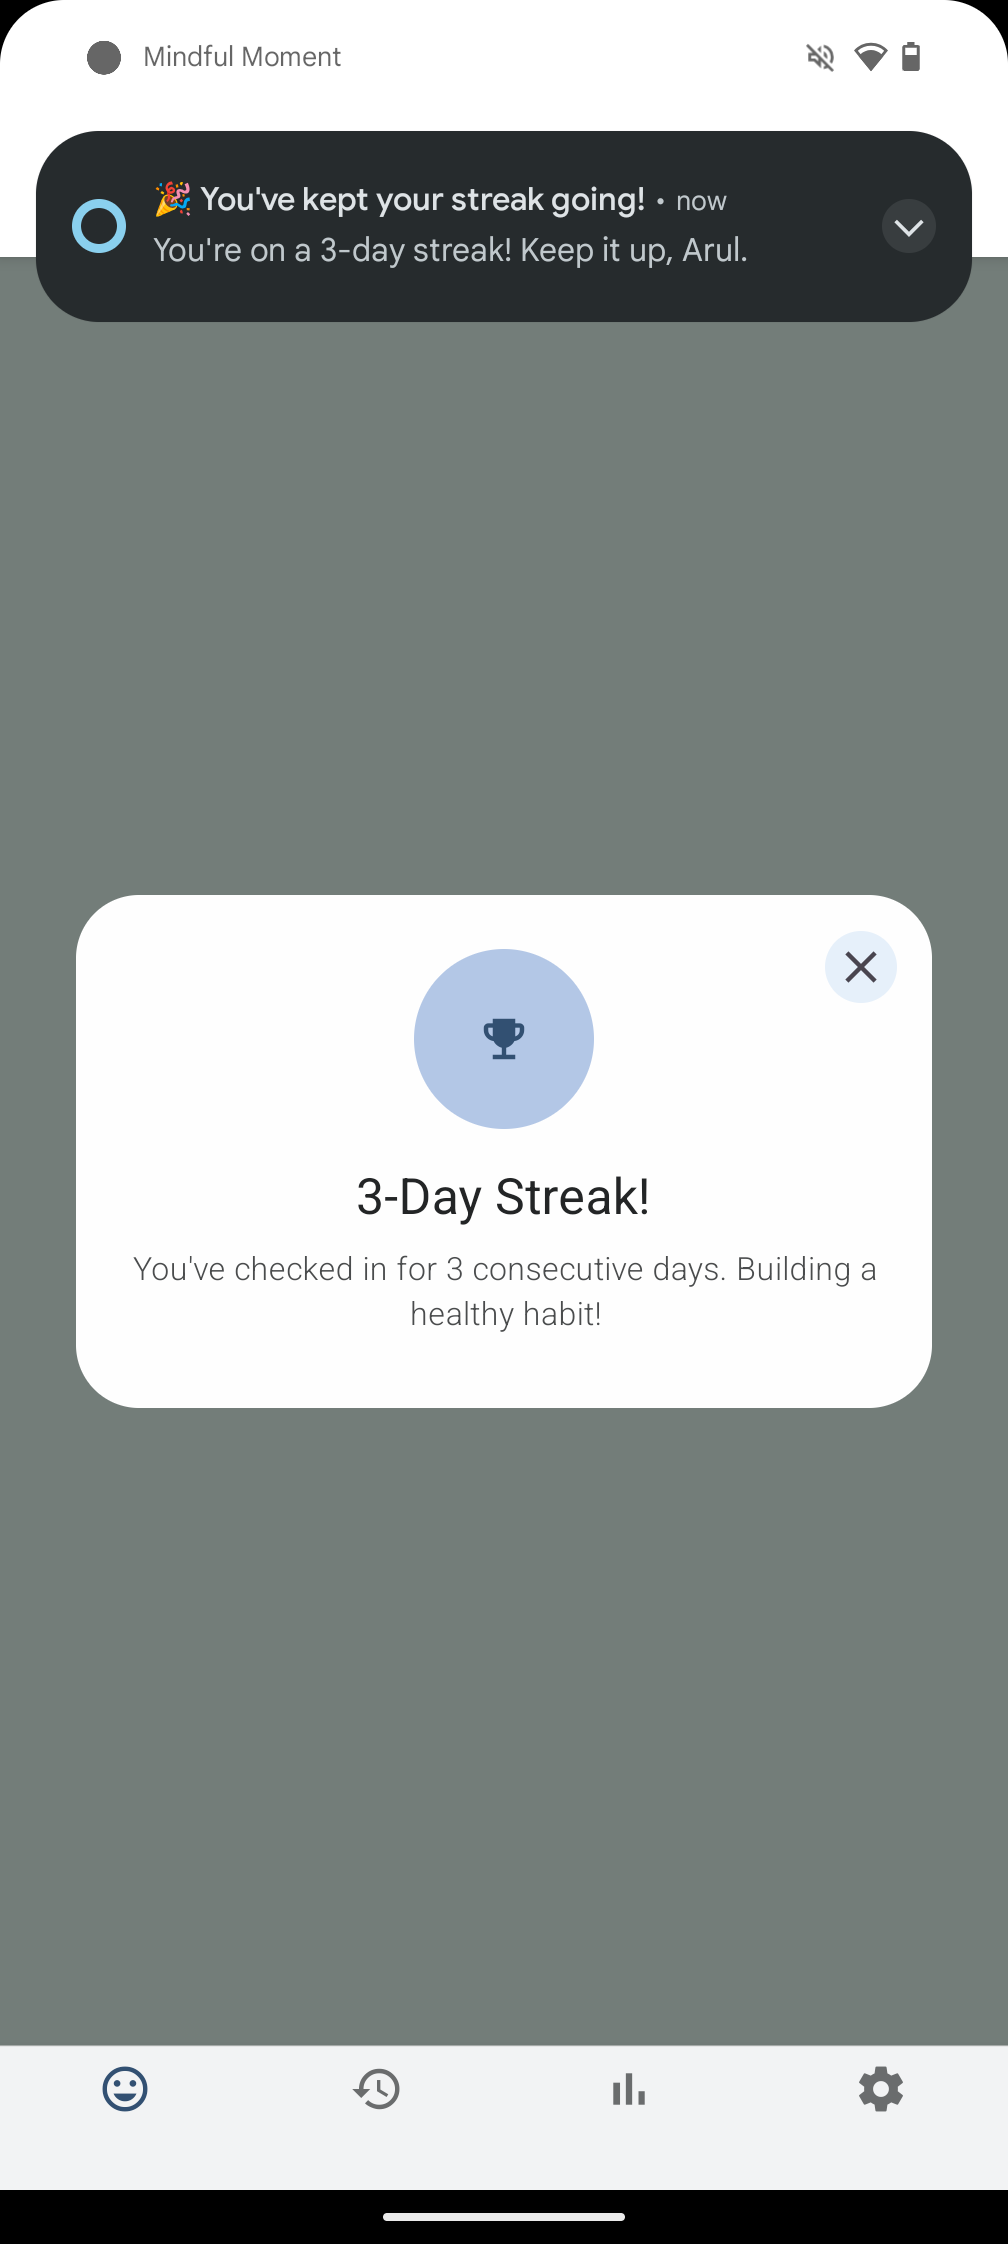 Mindful Moment
🎉 You've kept your streak going! • now
You're on a 3-day streak! Keep it up, Arul.
3-Day Streak!
You've checked in for 3 consecutive days. Building a
healthy habit!